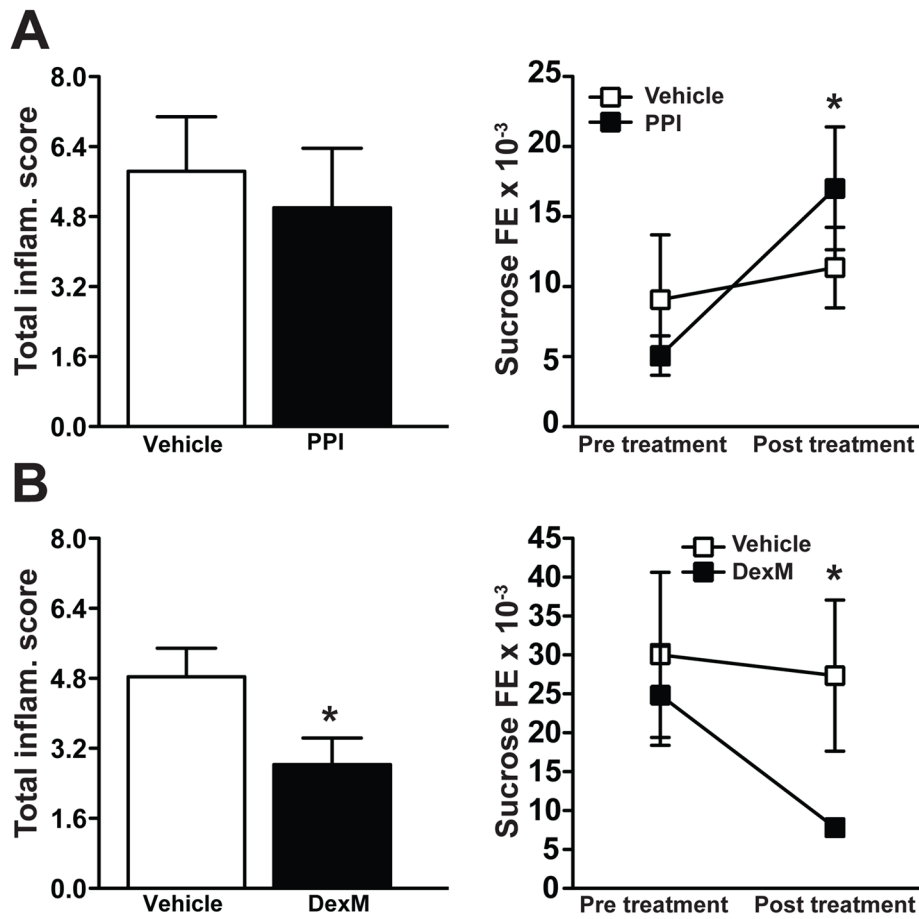 A
Total inflam. score
8.0
6.4
4.8
3.2
1.6
0.0
Vehicle
PPI
Sucrose FE x 10-3
25
20
15
10
5
0
Vehicle
PPI
*
Pre treatment
Post treatment
B
Total inflam. score
8.0
6.4
4.8
3.2
1.6
0.0
*
Vehicle
DexM
Sucrose FE x 10-3
45
40
35
30
25
20
15
10
5
0
Vehicle
DexM
*
Pre treatment
Post treatment